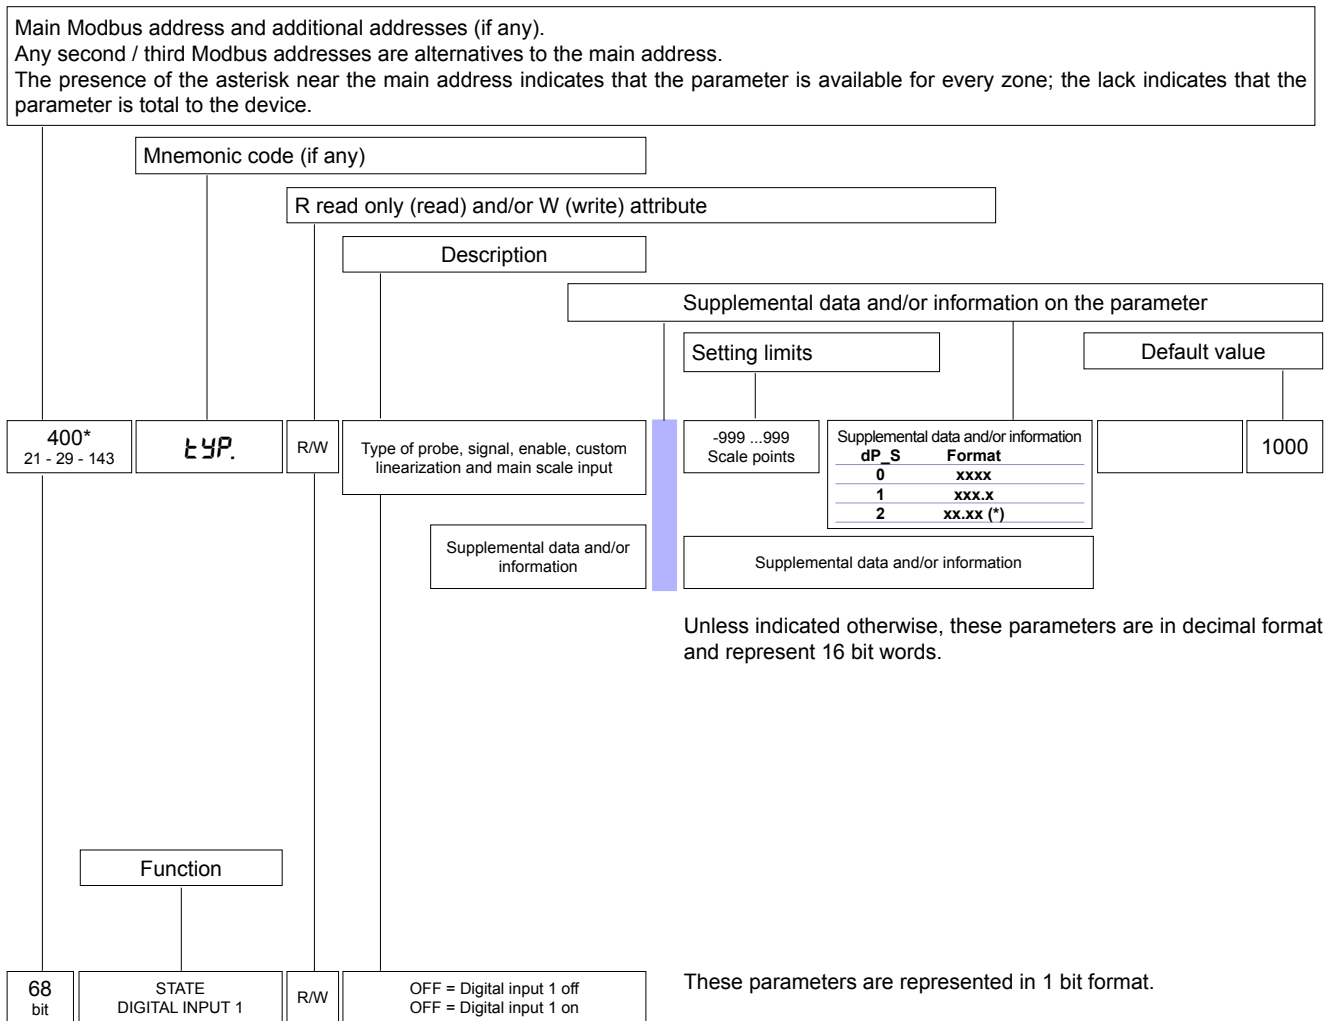 Main Modbus address and additional addresses (if any).
Any second / third Modbus addresses are alternatives to the main address.
The presence of the asterisk near the main address indicates that the parameter is available for every zone; the lack indicates that the
parameter is total to the device.
Mnemonic code (if any)
R read only (read) and/or W (write) attribute
Description
Supplemental data and/or information on the parameter
Setting limits
Default value
400*
21 - 29 - 143
tYP.
R/W
Type of probe, signal, enable, custom
linearization and main scale input
-999 ...999
Scale points
Supplemental data and/or information
dP_S Format
0 xxxx
1 xxx.x
2 xx.xx (*)
1000
Supplemental data and/or
information
Supplemental data and/or information
Unless indicated otherwise, these parameters are in decimal format
and represent 16 bit words.
Function
68
bit
STATE
DIGITAL INPUT 1
R/W
OFF = Digital input 1 off
OFF = Digital input 1 on
These parameters are represented in 1 bit format.